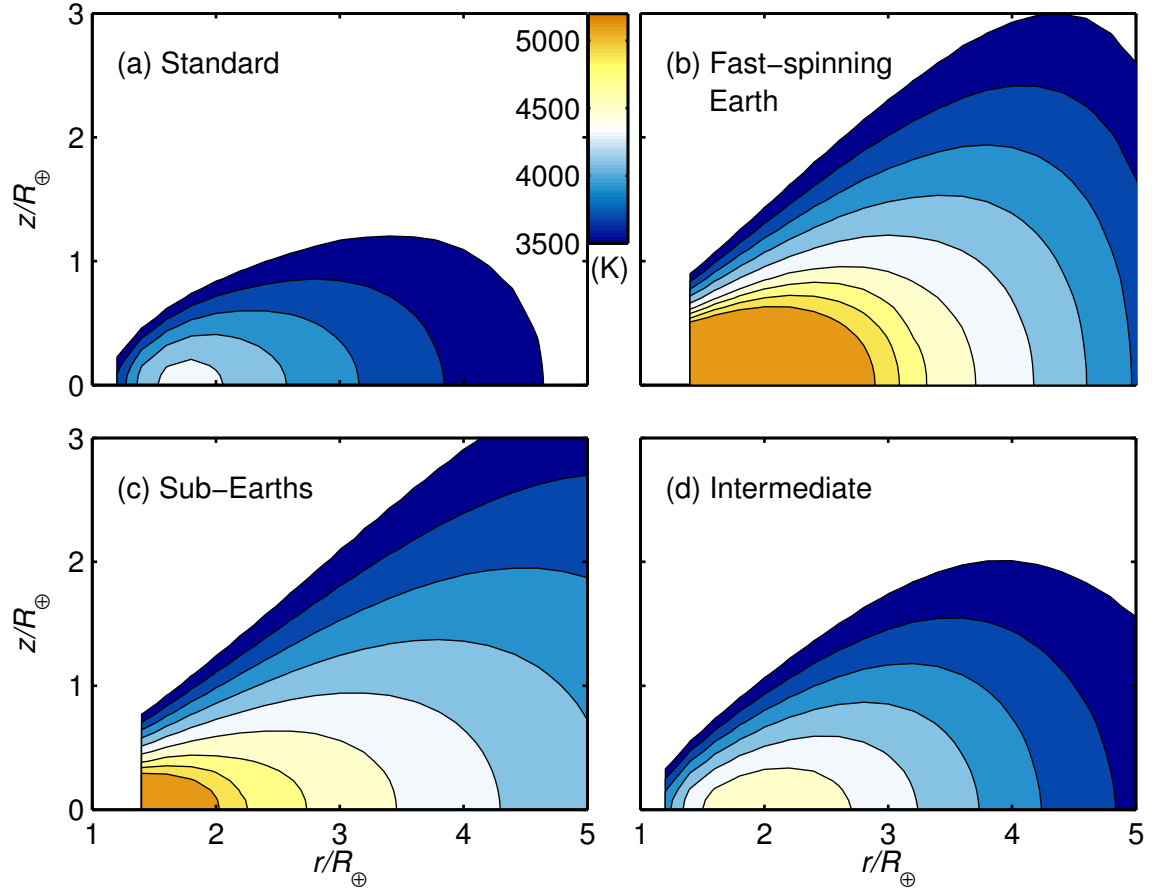 3
2
1
0
z/R⊕
(a) Standard
5000
4500
4000
3500
(K)
(b) Fast−spinning
Earth
3
2
1
0
z/R⊕
(c) Sub−Earths
(d) Intermediate
1 2 3 4 5
1 2 3 4 5
r/R⊕
r/R⊕